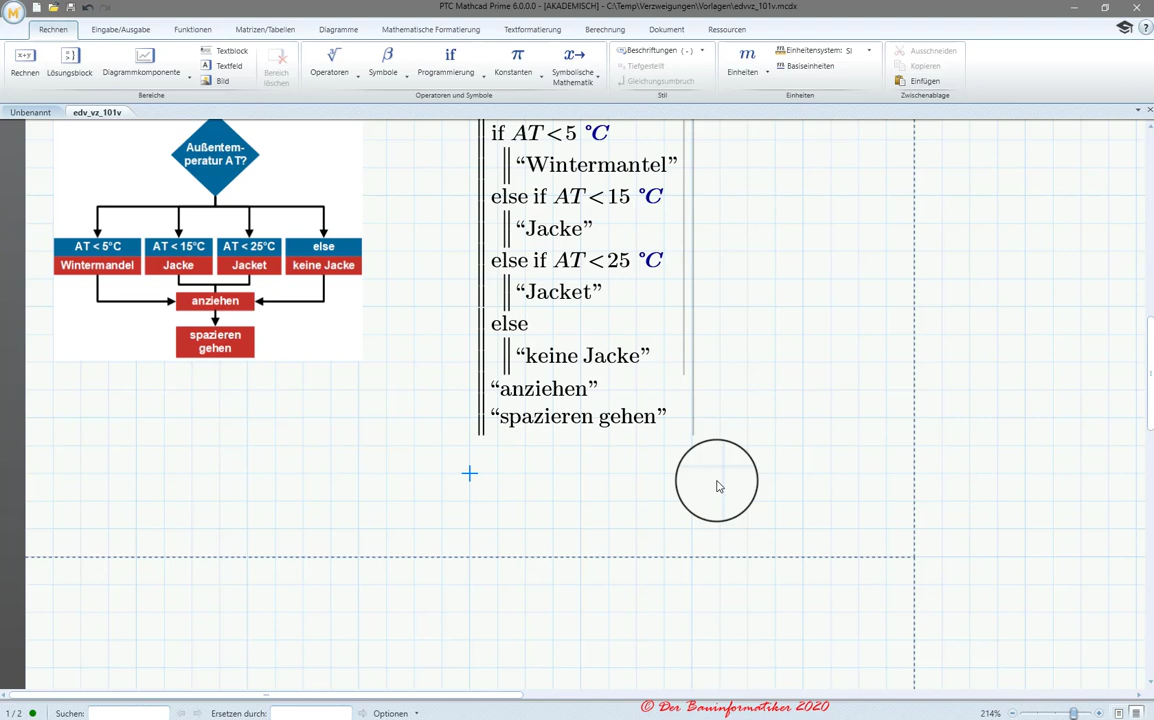 PTC Mathcad Prime 6.0.0.0 - [AKADEMISCH] - C:\Temp\Verzweigungen\Vorlagen\edvvz_101v.mcdx
Rechnen Eingabe/Ausgabe Funktionen Matrizen/Tabellen Diagramme Mathematische Formatierung Textformatierung Berechnung Dokument Ressourcen
Rechnen Lösungsblock Diagrammkomponente Textblock Textfeld Bild Bereich löschen
Bereiche
Operatoren Symbole Programmierung Konstanten Symbolische Mathematik
if
Operatoren und Symbole
Beschriftungen ( - )
Tiefgestellt
Gleichungsumbruch
Stil
Einheiten
Einheitensystem: SI
Basiseinheiten
Einheiten
Ausschneiden
Kopieren
Einfügen
Zwischenablage
Unbenannt edv_vz_101v
Außentem-
peratur AT?
AT < 5°C AT < 15°C AT < 25°C else
Wintermandel Jacke Jacket keine Jacke
anziehen
spazieren
gehen
if AT<5 °C
“Wintermantel”
else if AT<15 °C
“Jacke”
else if AT<25 °C
“Jacket”
else
“keine Jacke”
“anziehen”
“spazieren gehen”
1 / 2 Suchen: Ersetzen durch: Optionen
© Der Bauinformatiker 2020
214%